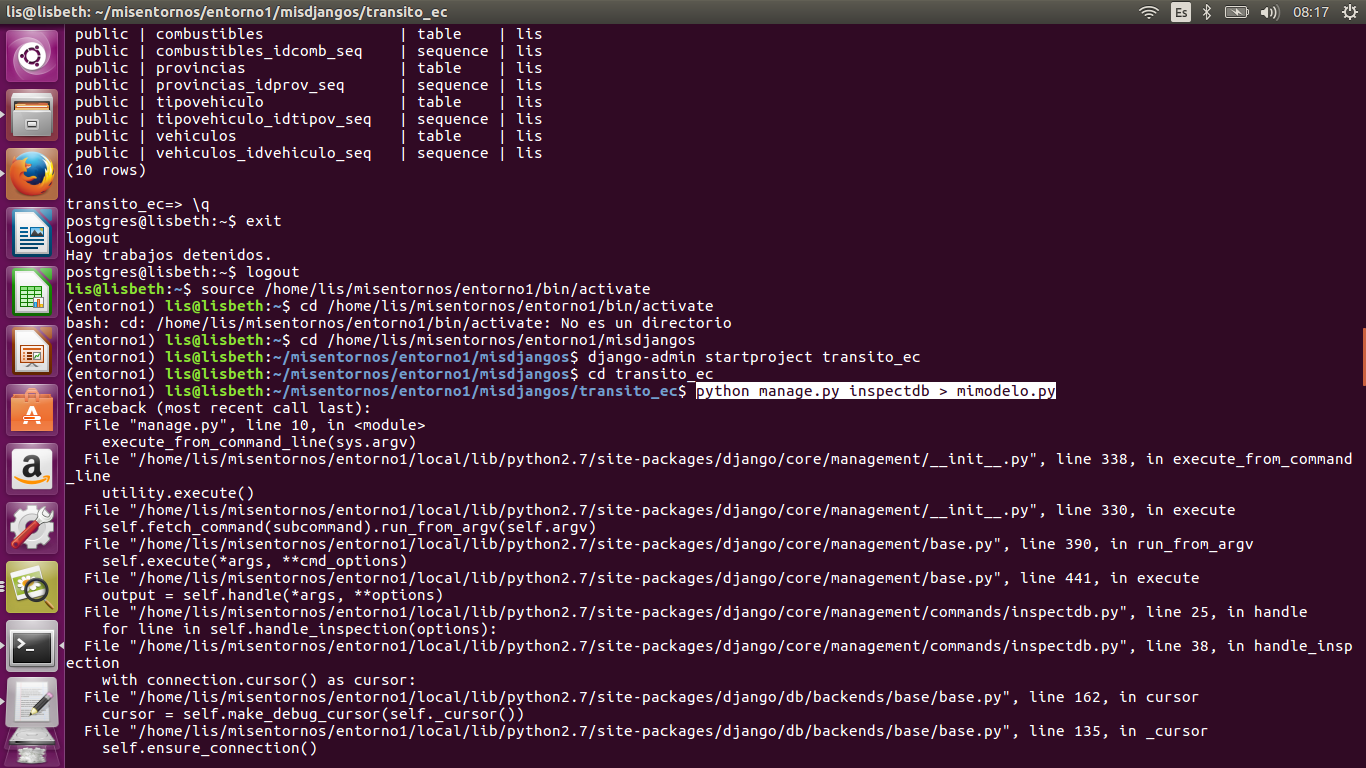 lis@lisbeth: ~/misentornos/entorno1/misdjangos/transito_ec
Es
08:17
public | combustibles | table | lis
public | combustibles_idcomb_seq | sequence | lis
public | provincias | table | lis
public | provincias_idprov_seq | sequence | lis
public | tipovehiculo | table | lis
public | tipovehiculo_idtipov_seq | sequence | lis
public | vehiculos | table | lis
public | vehiculos_idvehiculo_seq | sequence | lis
(10 rows)
transito_ec=> \q
postgres@lisbeth:~$ exit
logout
Hay trabajos detenidos.
postgres@lisbeth:~$ logout
lis@lisbeth:~$ source /home/lis/misentornos/entorno1/bin/activate
(entorno1) lis@lisbeth:~$ cd /home/lis/misentornos/entorno1/bin/activate
bash: cd: /home/lis/misentornos/entorno1/bin/activate: No es un directorio
(entorno1) lis@lisbeth:~$ cd /home/lis/misentornos/entorno1/misdjangos
(entorno1) lis@lisbeth:~/misentornos/entorno1/misdjangos$ django-admin startproject transito_ec
(entorno1) lis@lisbeth:~/misentornos/entorno1/misdjangos$ cd transito_ec
(entorno1) lis@lisbeth:~/misentornos/entorno1/misdjangos/transito_ec$ python manage.py inspectdb > mimodelo.py
Traceback (most recent call last):
File "manage.py", line 10, in <module>
execute_from_command_line(sys.argv)
File "/home/lis/misentornos/entorno1/local/lib/python2.7/site-packages/django/core/management/__init__.py", line 338, in execute_from_command
_line
utility.execute()
File "/home/lis/misentornos/entorno1/local/lib/python2.7/site-packages/django/core/management/__init__.py", line 330, in execute
self.fetch_command(subcommand).run_from_argv(self.argv)
File "/home/lis/misentornos/entorno1/local/lib/python2.7/site-packages/django/core/management/base.py", line 390, in run_from_argv
self.execute(*args, **cmd_options)
File "/home/lis/misentornos/entorno1/local/lib/python2.7/site-packages/django/core/management/base.py", line 441, in execute
output = self.handle(*args, **options)
File "/home/lis/misentornos/entorno1/local/lib/python2.7/site-packages/django/core/management/commands/inspectdb.py", line 25, in handle
for line in self.handle_inspection(options):
File "/home/lis/misentornos/entorno1/local/lib/python2.7/site-packages/django/core/management/commands/inspectdb.py", line 38, in handle_insp
ection
with connection.cursor() as cursor:
File "/home/lis/misentornos/entorno1/local/lib/python2.7/site-packages/django/db/backends/base/base.py", line 162, in cursor
cursor = self.make_debug_cursor(self._cursor())
File "/home/lis/misentornos/entorno1/local/lib/python2.7/site-packages/django/db/backends/base/base.py", line 135, in _cursor
self.ensure_connection()